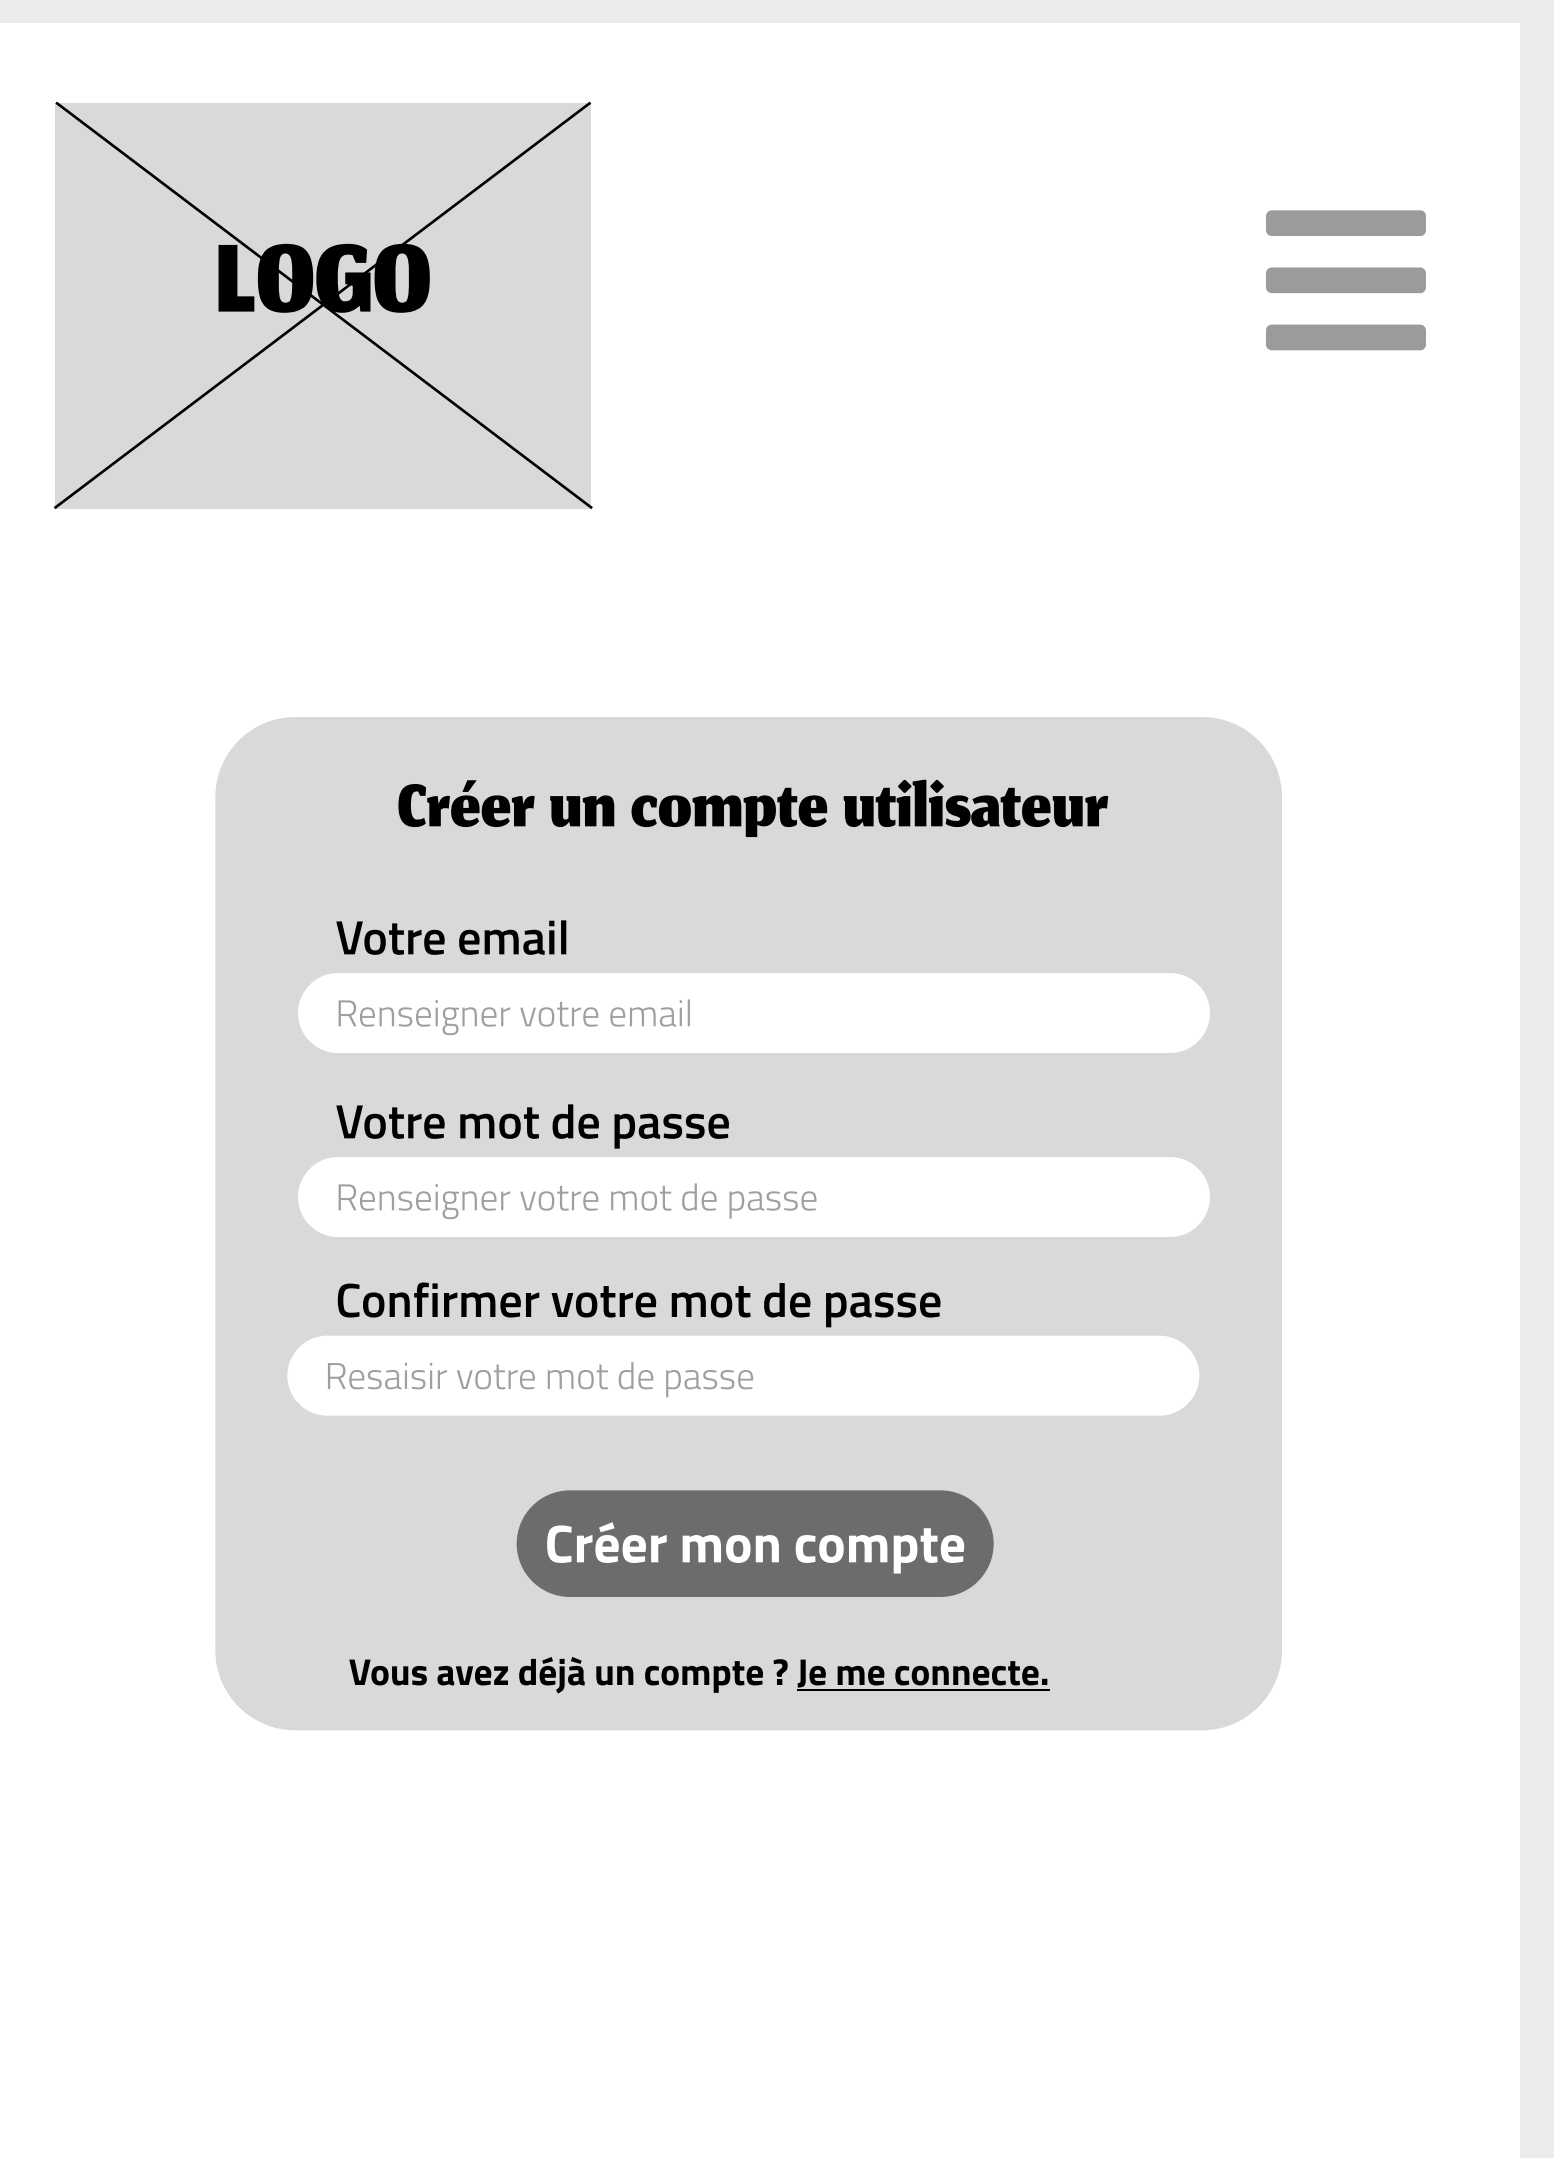 LOGO
Créer un compte utilisateur
Votre email
Renseigner votre email
Votre mot de passe
Renseigner votre mot de passe
Confirmer votre mot de passe
Resaisir votre mot de passe
Créer mon compte
Vous avez déjà un compte ? Je me connecte.